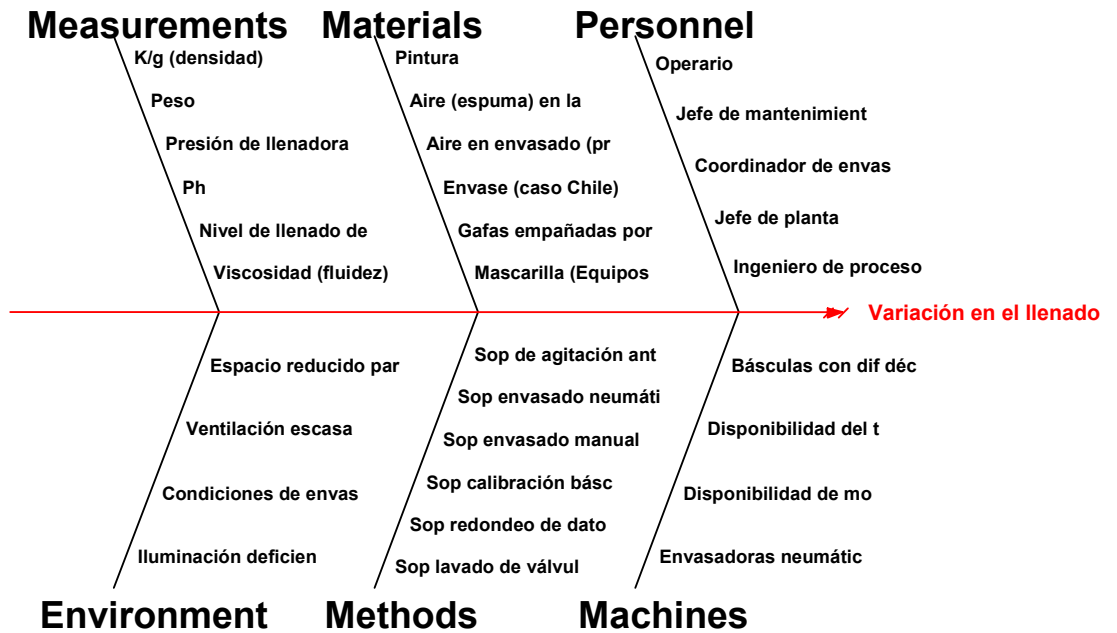 Measurements
Materials
Personnel
K/g (densidad)
Peso
Presión de llenadora
Ph
Nivel de llenado de
Viscosidad (fluidez)
Pintura
Aire (espuma) en la
Aire en envasado (pr
Envase (caso Chile)
Gafas empañadas por
Mascarilla (Equipos
Operario
Jefe de mantenimient
Coordinador de envas
Jefe de planta
Ingeniero de proceso
Variación en el llenado
Espacio reducido par
Ventilación escasa
Condiciones de envas
Iluminación deficien
Sop de agitación ant
Sop envasado neumáti
Sop envasado manual
Sop calibración básc
Sop redondeo de dato
Sop lavado de válvul
Básculas con dif déc
Disponibilidad del t
Disponibilidad de mo
Envasadoras neumátic
Environment
Methods
Machines